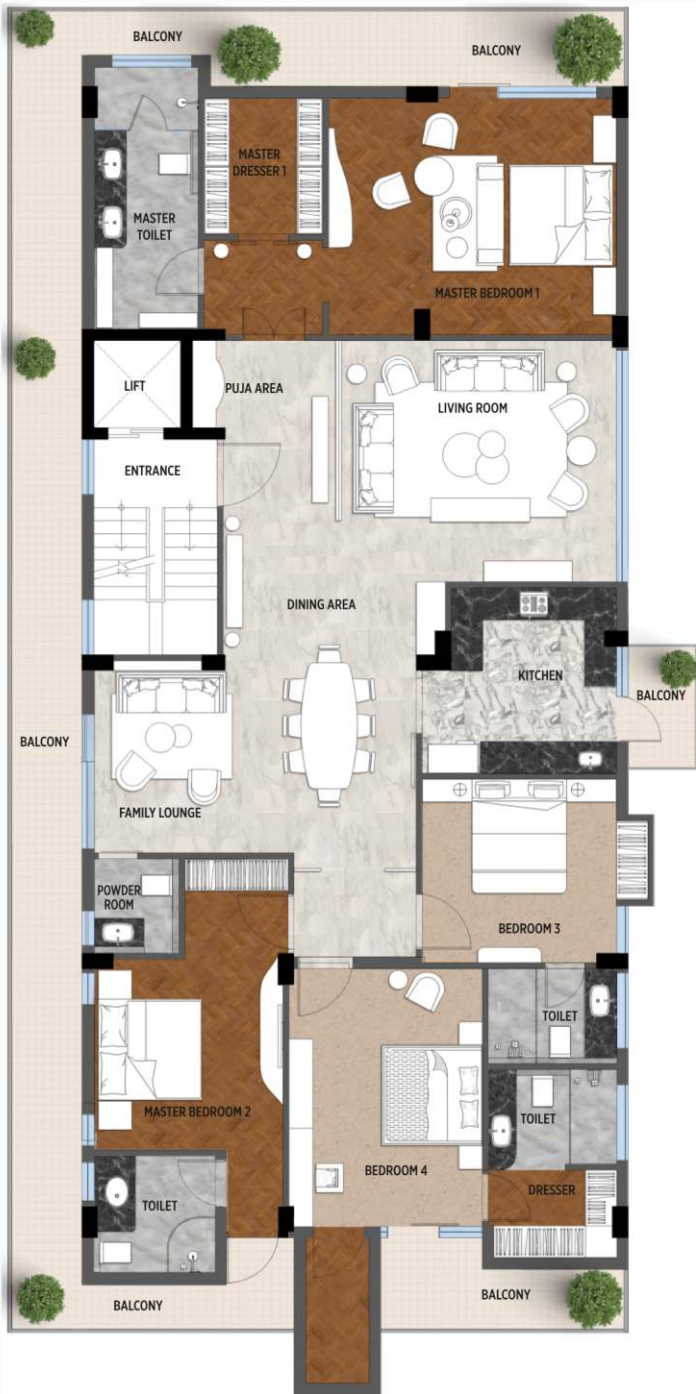 BALCONY
BALCONY
MASTER
DRESSER 1
MASTER
TOILET
MASTER BEDROOM 1
LIFT
PUJA AREA
LIVING ROOM
ENTRANCE
DINING AREA
KITCHEN
BALCONY
BALCONY
FAMILY LOUNGE
POWDER
ROOM
BEDROOM 3
TOILET
MASTER BEDROOM 2
TOILET
BEDROOM 4
DRESSER
TOILET
BALCONY
BALCONY